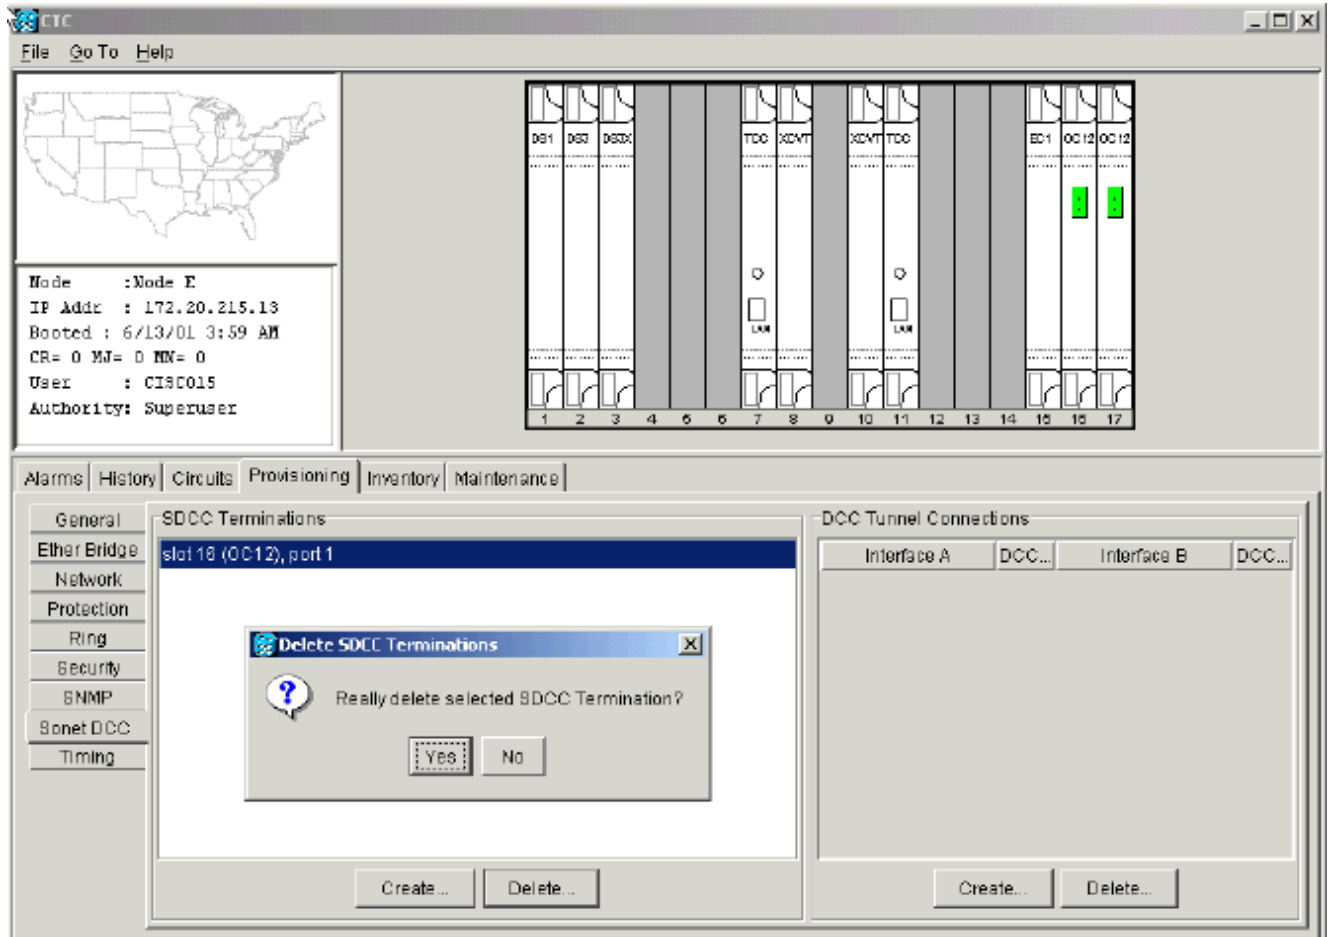 CTC
File Go To Help
DS1 DS3 DS3X TCC XCVT XCVT TCC EC1 OC12 OC12
LAN LAN
1 2 3 4 5 6 7 8 9 10 11 12 13 14 15 16 17
Node :Node E
IP Addr : 172.20.215.13
Booted : 6/13/01 3:59 AM
CR= 0 MJ= 0 MN= 0
User : CISCO15
Authority: Superuser
Alarms History Circuits Provisioning Inventory Maintenance
General
Ether Bridge
Network
Protection
Ring
Security
SNMP
Sonet DCC
Timing
SDCC Terminations
slot 16 (OC12), port 1
Delete SDCC Terminations
Really delete selected SDCC Termination?
Yes No
Create... Delete...
DCC Tunnel Connections
Interface A DCC... Interface B DCC...
Create... Delete...